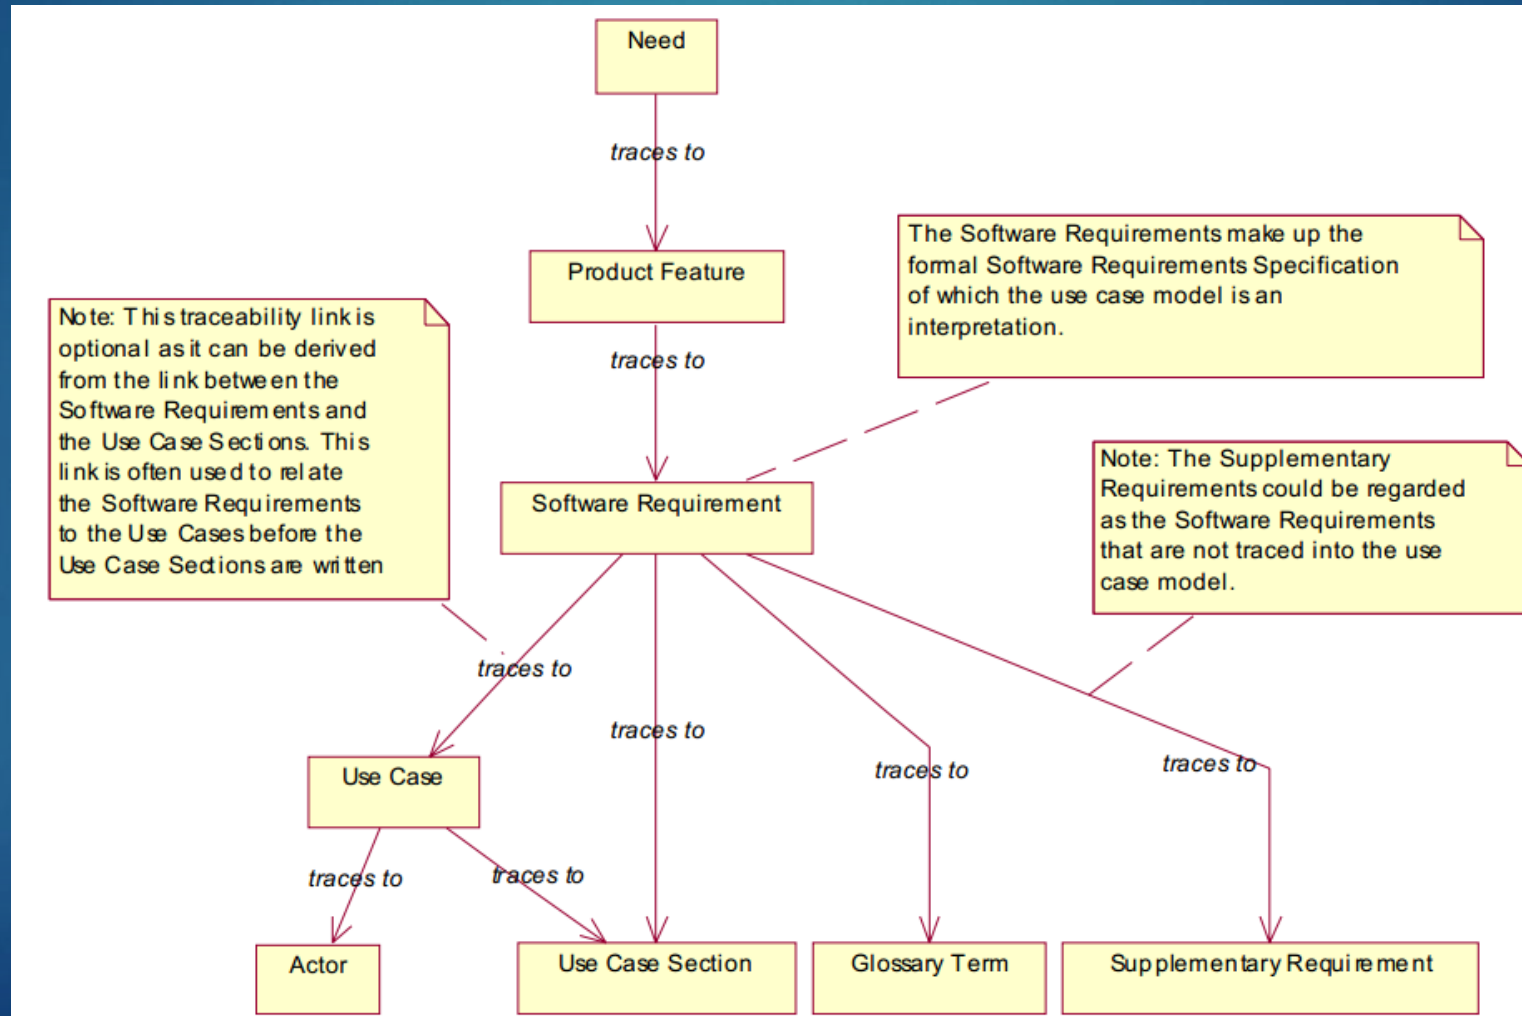 Need
traces to
Product Feature
The Software Requirements make up the
formal Software Requirements Specification
of which the use case model is an
interpretation.
Note: This traceability link is
optional as it can be derived
from the link between the
Software Requirements and
the Use Case Sections. This
link is often used to relate
the Software Requirements
to the Use Cases before the
Use Case Sections are written
traces to
Note: The Supplementary
Requirements could be regarded
as the Software Requirements
that are not traced into the use
case model.
Software Requirement
traces to
traces to
traces to
traces to
Use Case
traces to
traces to
Actor
Use Case Section
Glossary Term
Supplementary Requirement